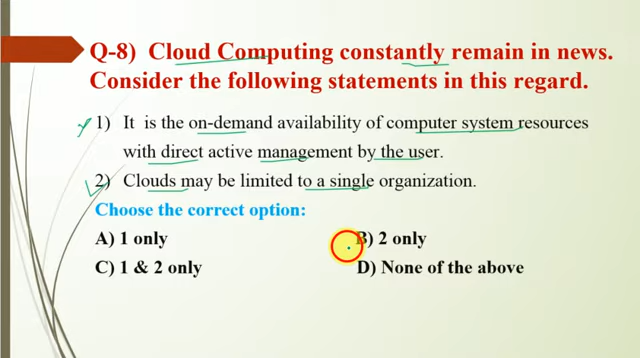 Q-8) Cloud Computing constantly remain in news.
Consider the following statements in this regard.
1) It is the on-demand availability of computer system resources
with direct active management by the user.
2) Clouds may be limited to a single organization.
Choose the correct option:
A) 1 only B) 2 only
C) 1 & 2 only D) None of the above